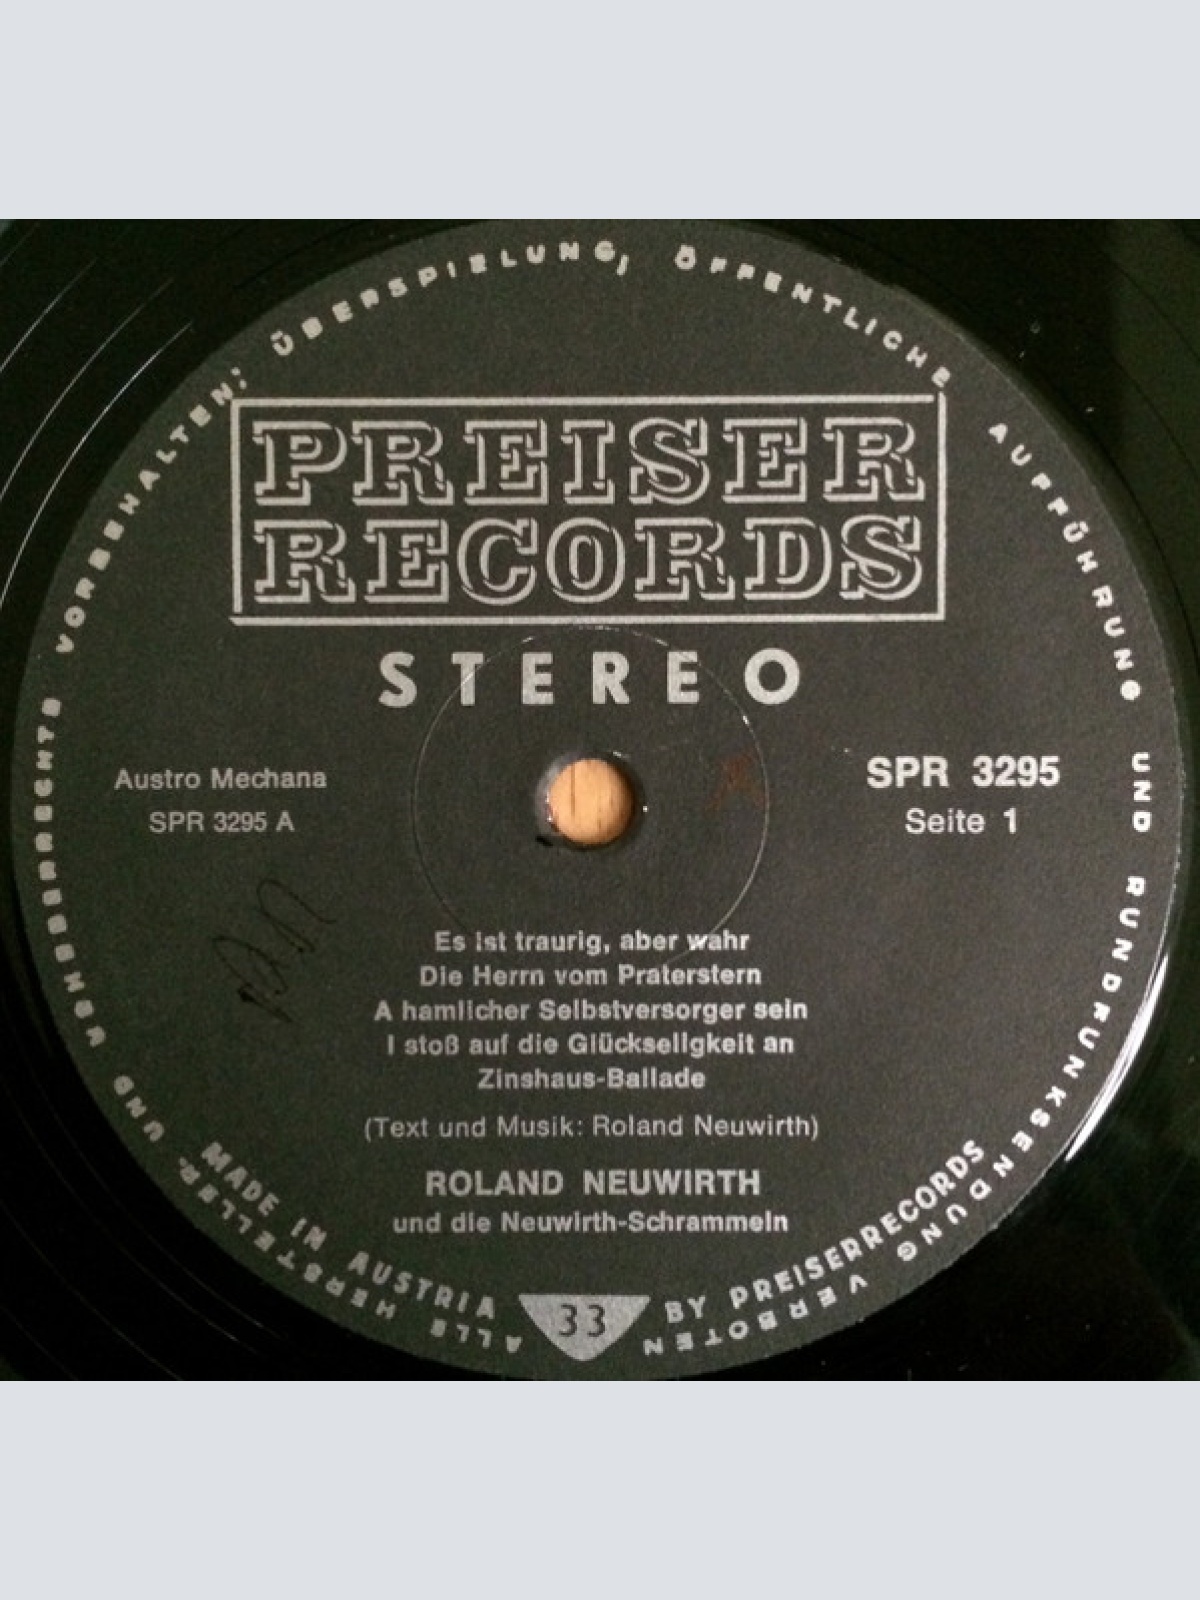 ALLE HERSTELLER- UND URHEBERRECHTE VORBEHALTEN; ÜBERSPIELUNG, ÖFFENTLICHE AUFFÜHRUNG UND RUNDFUNKSENDUNG VERBOTEN
PREISER
RECORDS
STEREO
Austro Mechana
SPR 3295 A
SPR 3295
Seite 1
Es ist traurig, aber wahr
Die Herrn vom Praterstern
A hamlicher Selbstversorger sein
I stoß auf die Glückseligkeit an
Zinshaus-Ballade
(Text und Musik: Roland Neuwirth)
ROLAND NEUWIRTH
und die Neuwirth-Schrammeln
MADE IN AUSTRIA
33
BY PREISERRECORDS